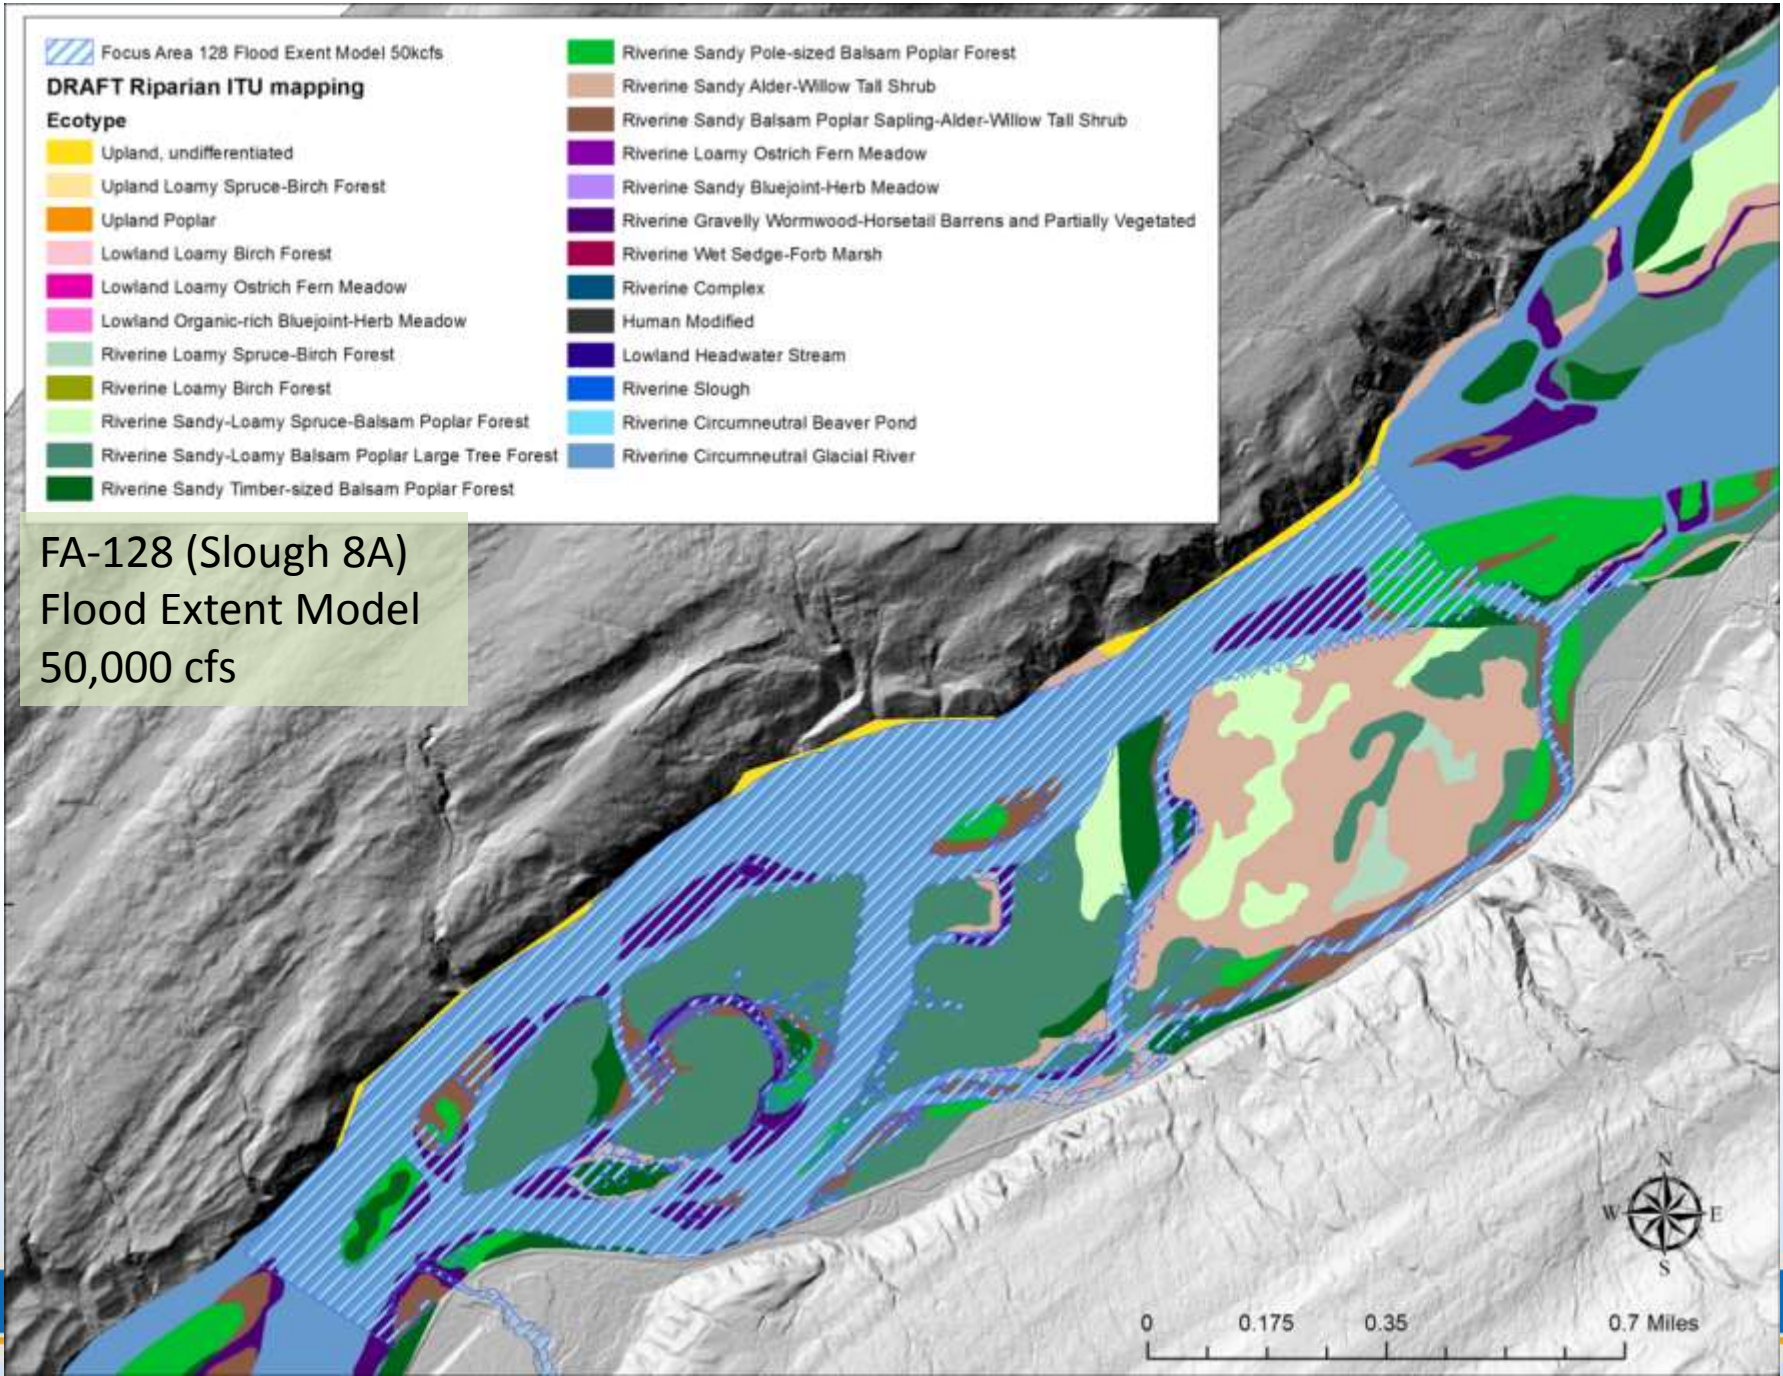 Focus Area 128 Flood Exent Model 50kcfs
DRAFT Riparian ITU mapping
Ecotype
Upland, undifferentiated
Upland Loamy Spruce-Birch Forest
Upland Poplar
Lowland Loamy Birch Forest
Lowland Loamy Ostrich Fern Meadow
Lowland Organic-rich Bluejoint-Herb Meadow
Riverine Loamy Spruce-Birch Forest
Riverine Loamy Birch Forest
Riverine Sandy-Loamy Spruce-Balsam Poplar Forest
Riverine Sandy-Loamy Balsam Poplar Large Tree Forest
Riverine Sandy Timber-sized Balsam Poplar Forest
Riverine Sandy Pole-sized Balsam Poplar Forest
Riverine Sandy Alder-Willow Tall Shrub
Riverine Sandy Balsam Poplar Sapling-Alder-Willow Tall Shrub
Riverine Loamy Ostrich Fern Meadow
Riverine Sandy Bluejoint-Herb Meadow
Riverine Gravelly Wormwood-Horsetail Barrens and Partially Vegetated
Riverine Wet Sedge-Forb Marsh
Riverine Complex
Human Modified
Lowland Headwater Stream
Riverine Slough
Riverine Circumneutral Beaver Pond
Riverine Circumneutral Glacial River
FA-128 (Slough 8A)
Flood Extent Model
50,000 cfs
N
W E
S
0 0.175 0.35 0.7 Miles